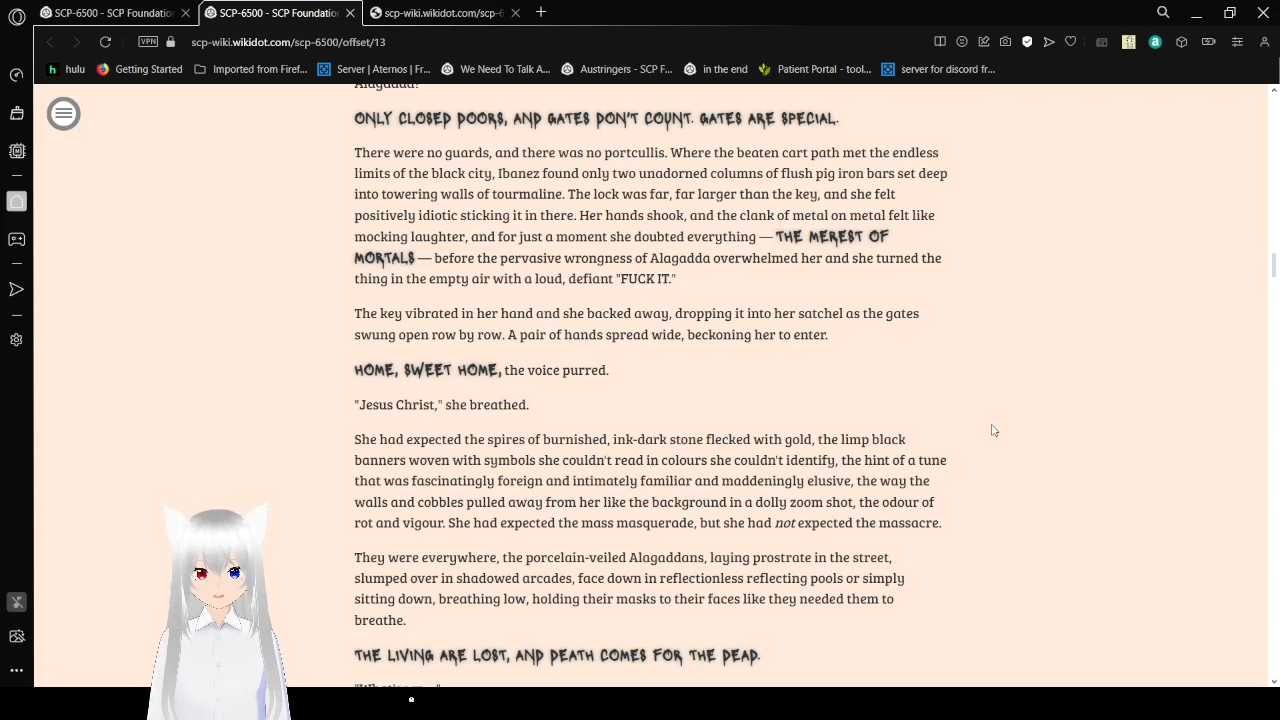 SCP-6500 - SCP Foundatio
SCP-6500 - SCP Foundatio
scp-wiki.wikidot.com/scp-6
VPN
scp-wiki.wikidot.com/scp-6500/offset/13
hulu
Getting Started
Imported from Firef...
Server | Aternos | Fr...
We Need To Talk A...
Austringers - SCP F...
in the end
Patient Portal - tool...
server for discord fr...
Alagadda?
ONLY CLOSED DOORS, AND GATES DON'T COUNT. GATES ARE SPECIAL.
There were no guards, and there was no portcullis. Where the beaten cart path met the endless
limits of the black city, Ibanez found only two unadorned columns of flush pig iron bars set deep
into towering walls of tourmaline. The lock was far, far larger than the key, and she felt
positively idiotic sticking it in there. Her hands shook, and the clank of metal on metal felt like
mocking laughter, and for just a moment she doubted everything — THE MEREST OF
MORTALS — before the pervasive wrongness of Alagadda overwhelmed her and she turned the
thing in the empty air with a loud, defiant "FUCK IT."
The key vibrated in her hand and she backed away, dropping it into her satchel as the gates
swung open row by row. A pair of hands spread wide, beckoning her to enter.
HOME, SWEET HOME, the voice purred.
"Jesus Christ," she breathed.
She had expected the spires of burnished, ink-dark stone flecked with gold, the limp black
banners woven with symbols she couldn't read in colours she couldn't identify, the hint of a tune
that was fascinatingly foreign and intimately familiar and maddeningly elusive, the way the
walls and cobbles pulled away from her like the background in a dolly zoom shot, the odour of
rot and vigour. She had expected the mass masquerade, but she had not expected the massacre.
They were everywhere, the porcelain-veiled Alagaddans, laying prostrate in the street,
slumped over in shadowed arcades, face down in reflectionless reflecting pools or simply
sitting down, breathing low, holding their masks to their faces like they needed them to
breathe.
THE LIVING ARE LOST, AND DEATH COMES FOR THE DEAD.